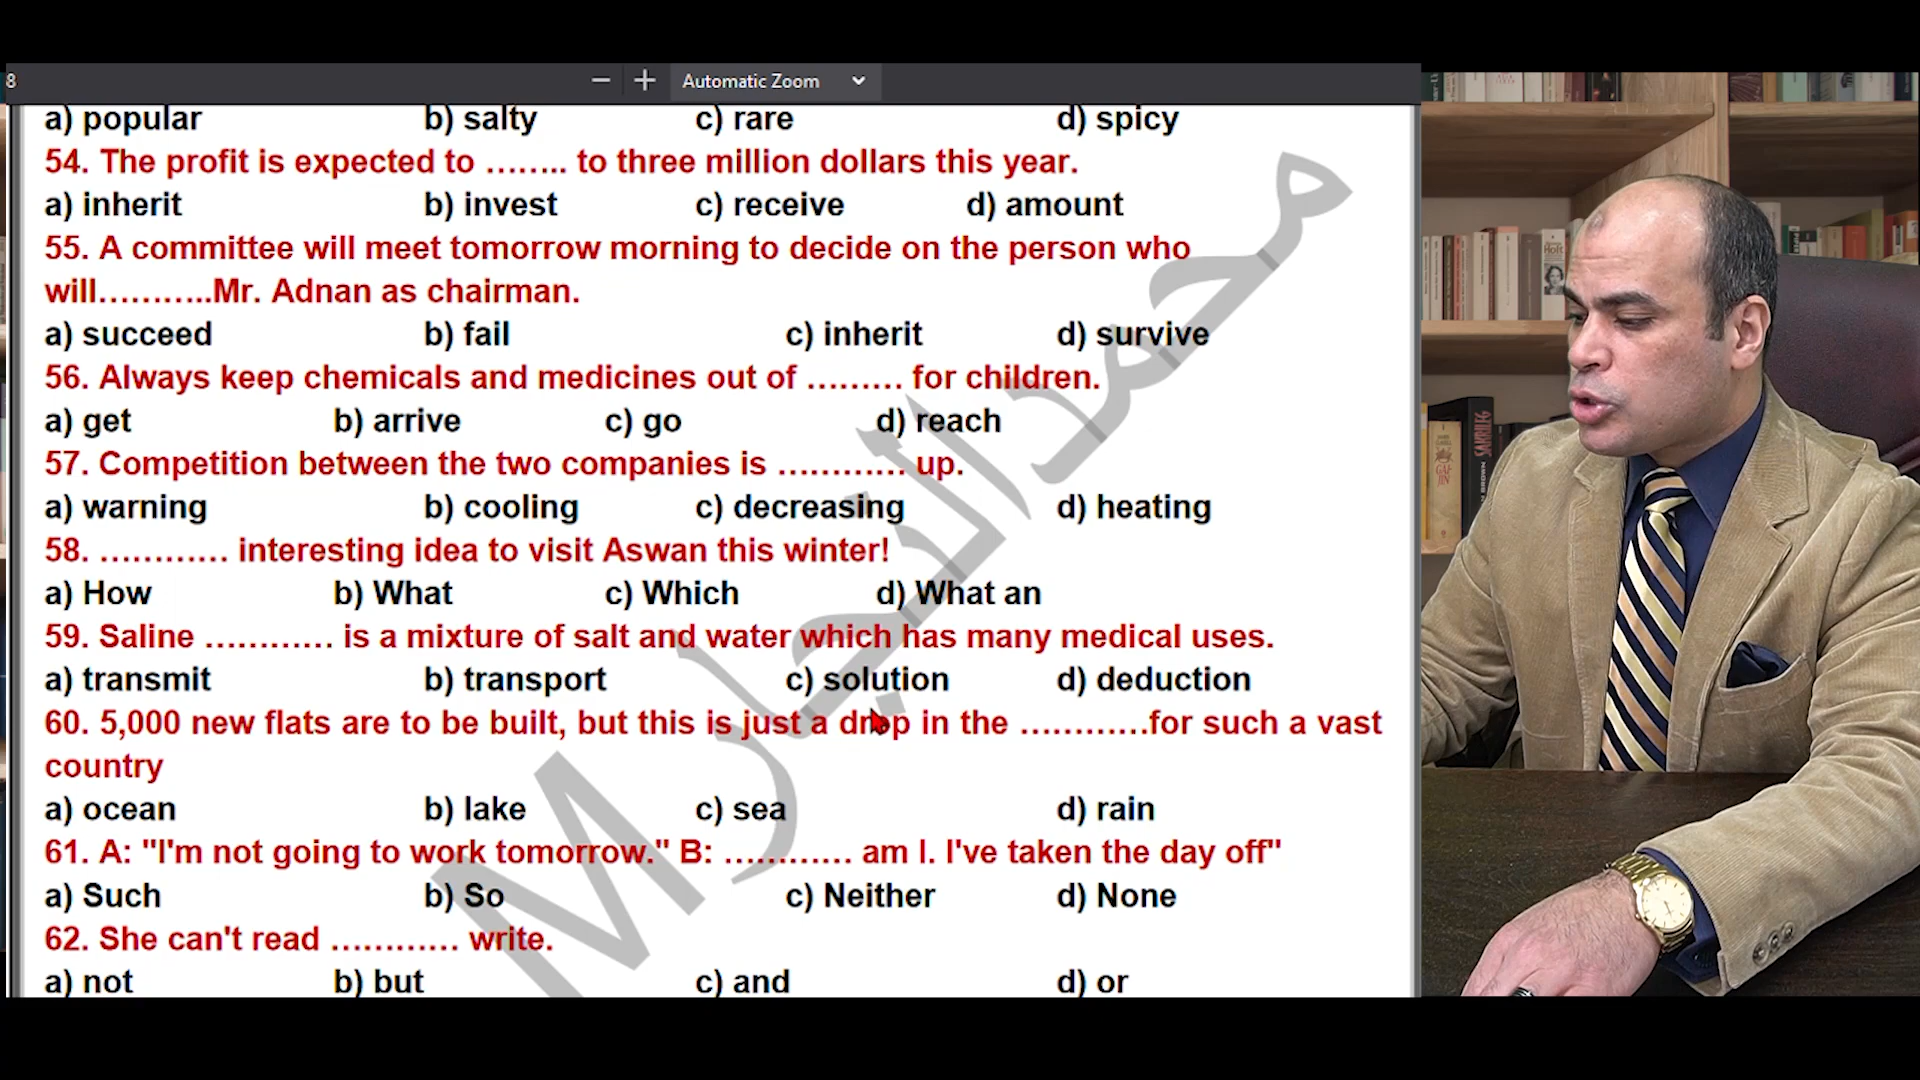 8
Automatic Zoom
a) popular b) salty c) rare d) spicy
54. The profit is expected to …….. to three million dollars this year.
a) inherit b) invest c) receive d) amount
55. A committee will meet tomorrow morning to decide on the person who
will………..Mr. Adnan as chairman.
a) succeed b) fail c) inherit d) survive
56. Always keep chemicals and medicines out of ……… for children.
a) get b) arrive c) go d) reach
57. Competition between the two companies is ………… up.
a) warning b) cooling c) decreasing d) heating
58. ………… interesting idea to visit Aswan this winter!
a) How b) What c) Which d) What an
59. Saline ………… is a mixture of salt and water which has many medical uses.
a) transmit b) transport c) solution d) deduction
60. 5,000 new flats are to be built, but this is just a drop in the …………for such a vast
country
a) ocean b) lake c) sea d) rain
61. A: "I'm not going to work tomorrow." B: ………… am I. I've taken the day off"
a) Such b) So c) Neither d) None
62. She can't read ………… write.
a) not b) but c) and d) or
محمد النجار M